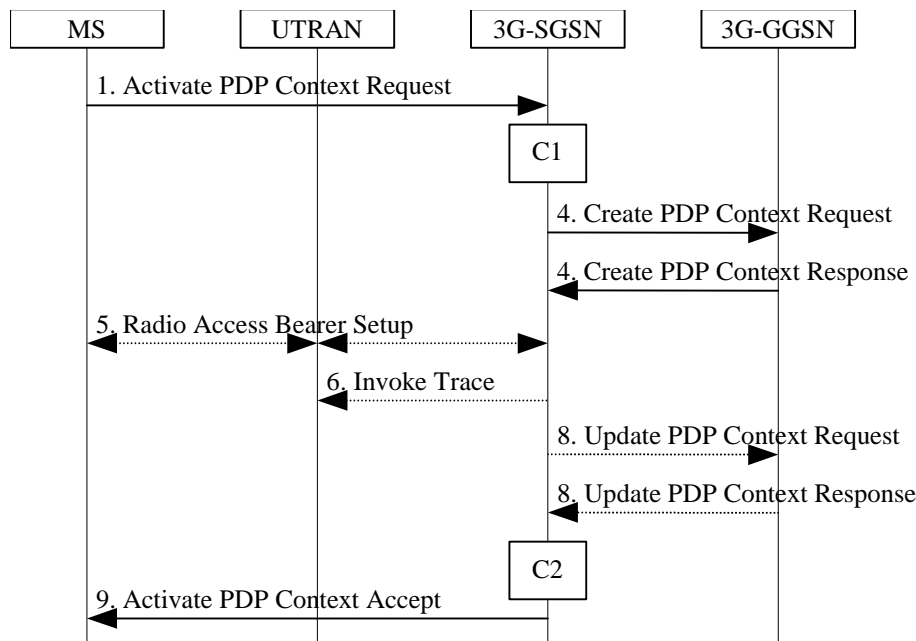 MS UTRAN 3G-SGSN 3G-GGSN
1. Activate PDP Context Request
C1
4. Create PDP Context Request
4. Create PDP Context Response
5. Radio Access Bearer Setup
6. Invoke Trace
8. Update PDP Context Request
8. Update PDP Context Response
C2
9. Activate PDP Context Accept